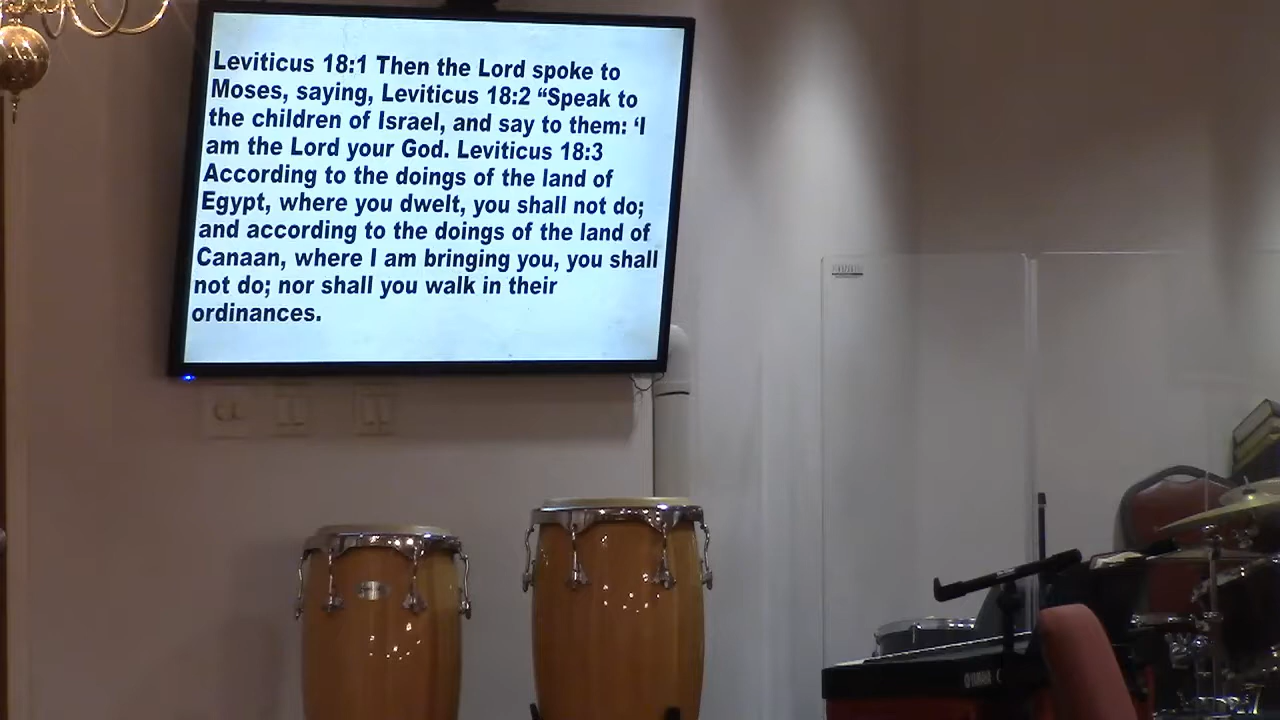 Leviticus 18:1 Then the Lord spoke to
Moses, saying, Leviticus 18:2 “Speak to
the children of Israel, and say to them: ‘I
am the Lord your God. Leviticus 18:3
According to the doings of the land of
Egypt, where you dwelt, you shall not do;
and according to the doings of the land of
Canaan, where I am bringing you, you shall
not do; nor shall you walk in their
ordinances.
YAMAHA